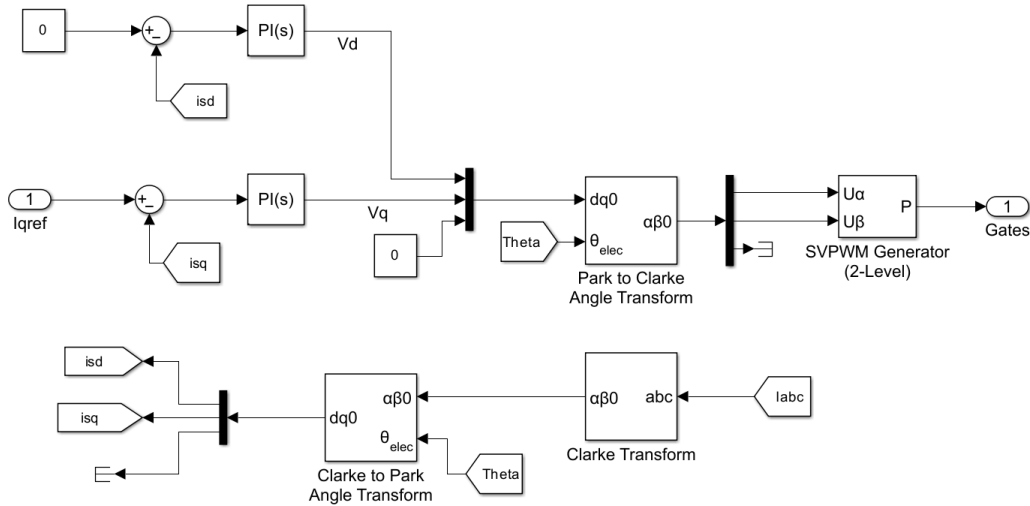 0
+
−
PI(s)
Vd
isd
1
Iqref
+
−
PI(s)
Vq
isq
0
Theta
dq0
θelec
αβ0
Park to Clarke
Angle Transform
Uα
Uβ
P
SVPWM Generator
(2-Level)
1
Gates
isd
isq
dq0
αβ0
θelec
Clarke to Park
Angle Transform
Theta
αβ0
abc
Clarke Transform
Iabc